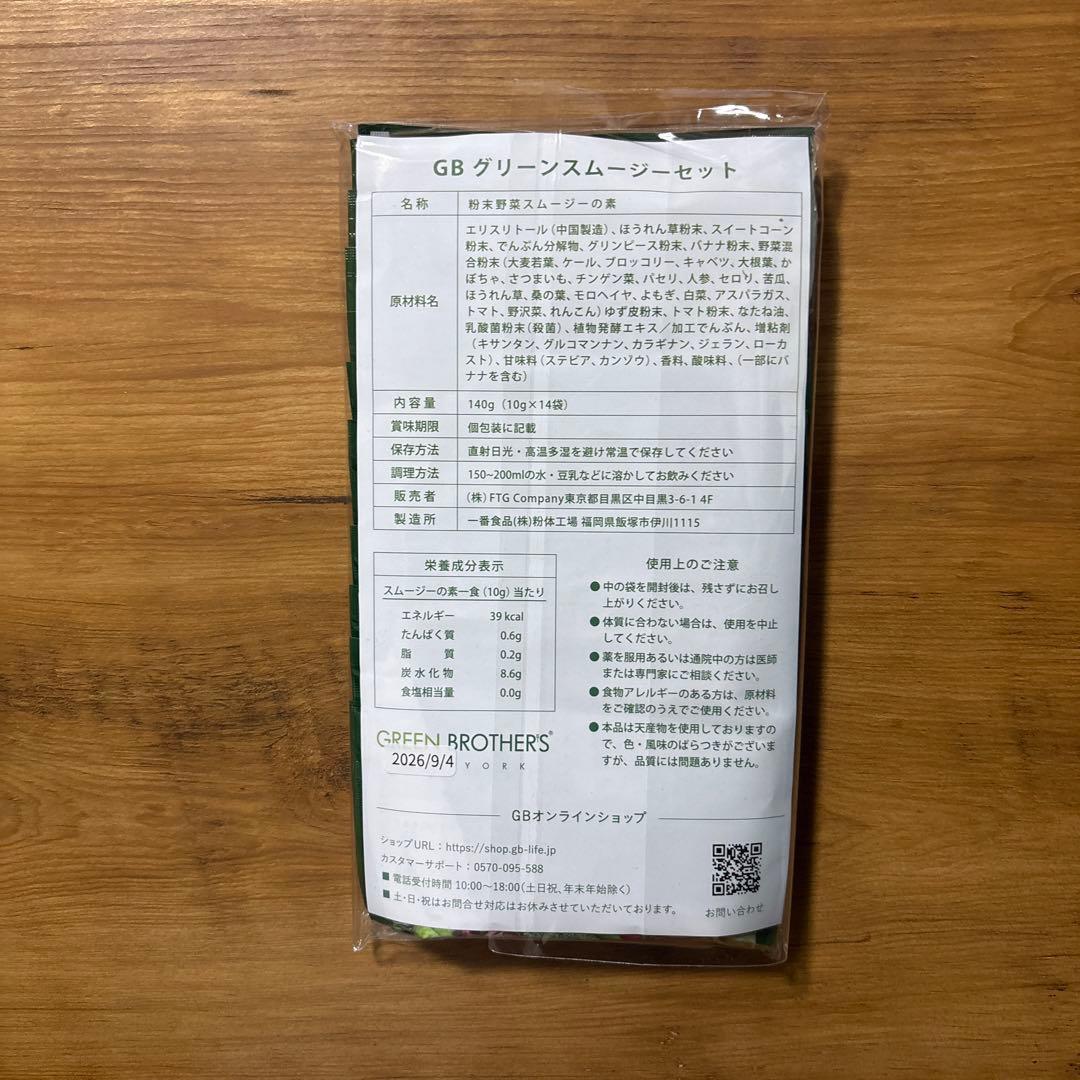 GB グリーンスムージーセット
名称 粉末野菜スムージーの素
原材料名
エリスリトール(中国製造)、ほうれん草粉末、スイートコーン
粉末、でんぷん分解物、グリンピース粉末、バナナ粉末、野菜混
合粉末(大麦若葉、ケール、ブロッコリー、キャベツ、大根葉、か
ぼちゃ、さつまいも、チンゲン菜、パセリ、人参、セロリ、苦瓜、
ほうれん草、桑の葉、モロヘイヤ、よもぎ、白菜、アスパラガス、
トマト、野沢菜、れんこん)ゆず皮粉末、トマト粉末、なたね油、
乳酸菌粉末(殺菌)、植物発酵エキス/加工でんぷん、増粘剤
(キサンタン、グルコマンナン、カラギナン、ジェラン、ローカ
スト)、甘味料(ステビア、カンゾウ)、香料、酸味料、(一部にバ
ナナを含む)
内容量 140g(10g×14袋)
賞味期限 個包装に記載
保存方法 直射日光・高温多湿を避け常温で保存してください
調理方法 150~200mlの水・豆乳などに溶かしてお飲みください
販売者 (株)FTG Company東京都目黒区中目黒3-6-1 4F
製造所 一番食品(株)粉体工場 福岡県飯塚市伊川1115
栄養成分表示
スムージーの素一食(10g)当たり
エネルギー 39kcal
たんぱく質 0.6g
脂質 0.2g
炭水化物 8.6g
食塩相当量 0.0g
使用上のご注意
●中の袋を開封後は、残さずにお召し
上がりください。
●体質に合わない場合は、使用を中止
してください。
●薬を服用あるいは通院中の方は医師
または専門家にご相談ください。
●食物アレルギーのある方は、原材料
をご確認のうえでご使用ください。
●本品は天産物を使用しておりますの
で、色・風味のばらつきがございま
すが、品質には問題ありません。
GREEN BROTHER'S®
2026/9/4
YORK
GBオンラインショップ
ショップURL:https://shop.gb-life.jp
カスタマーサポート:0570-095-588
■電話受付時間 10:00〜18:00(土日祝、年末年始除く)
■土・日・祝はお問合せ対応はお休みさせていただいております。
お問い合わせ